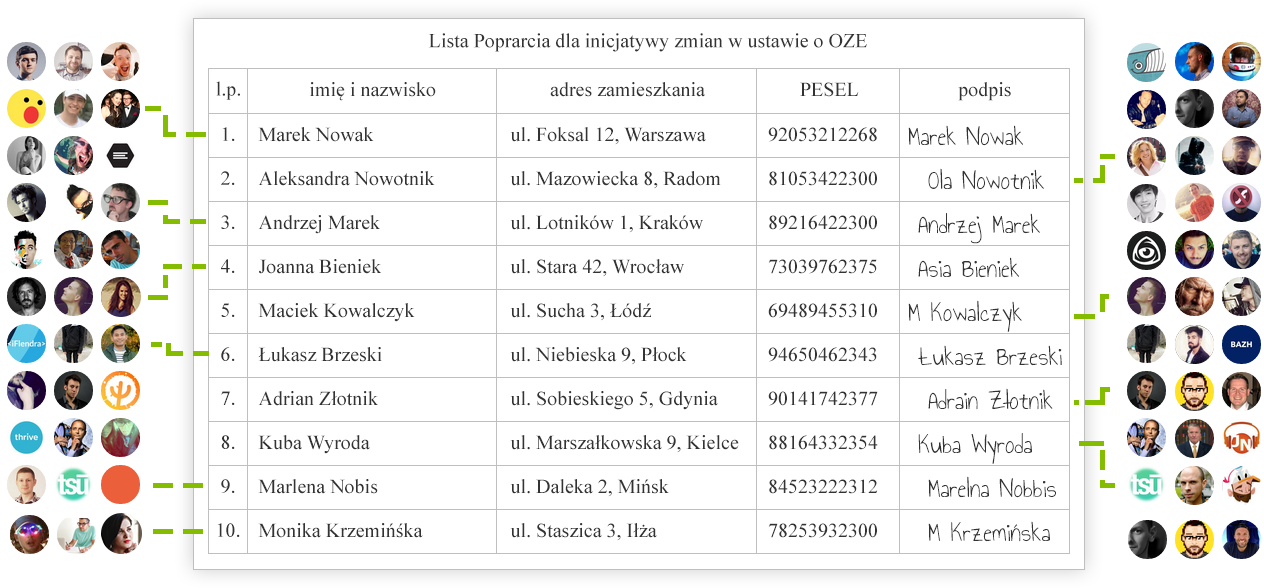 Lista Poprarcia dla inicjatywy zmian w ustawie o OZE
l.p. imię i nazwisko adres zamieszkania PESEL podpis
1. Marek Nowak ul. Foksal 12, Warszawa 92053212268 Marek Nowak
2. Aleksandra Nowotnik ul. Mazowiecka 8, Radom 81053422300 Ola Nowotnik
3. Andrzej Marek ul. Lotników 1, Kraków 89216422300 Andrzej Marek
4. Joanna Bieniek ul. Stara 42, Wrocław 73039762375 Asia Bieniek
5. Maciek Kowalczyk ul. Sucha 3, Łódź 69489455310 M Kowalczyk
6. Łukasz Brzeski ul. Niebieska 9, Płock 94650462343 Łukasz Brzeski
7. Adrian Złotnik ul. Sobieskiego 5, Gdynia 90141742377 Adrain Złotnik
8. Kuba Wyroda ul. Marszałkowska 9, Kielce 88164332354 Kuba Wyroda
9. Marlena Nobis ul. Daleka 2, Mińsk 84523222312 Marelna Nobbis
10. Monika Krzemińśka ul. Staszica 3, Iłża 78253932300 M Krzemińska
<IFlendra>
thrive
tsū
BAZH
tsū